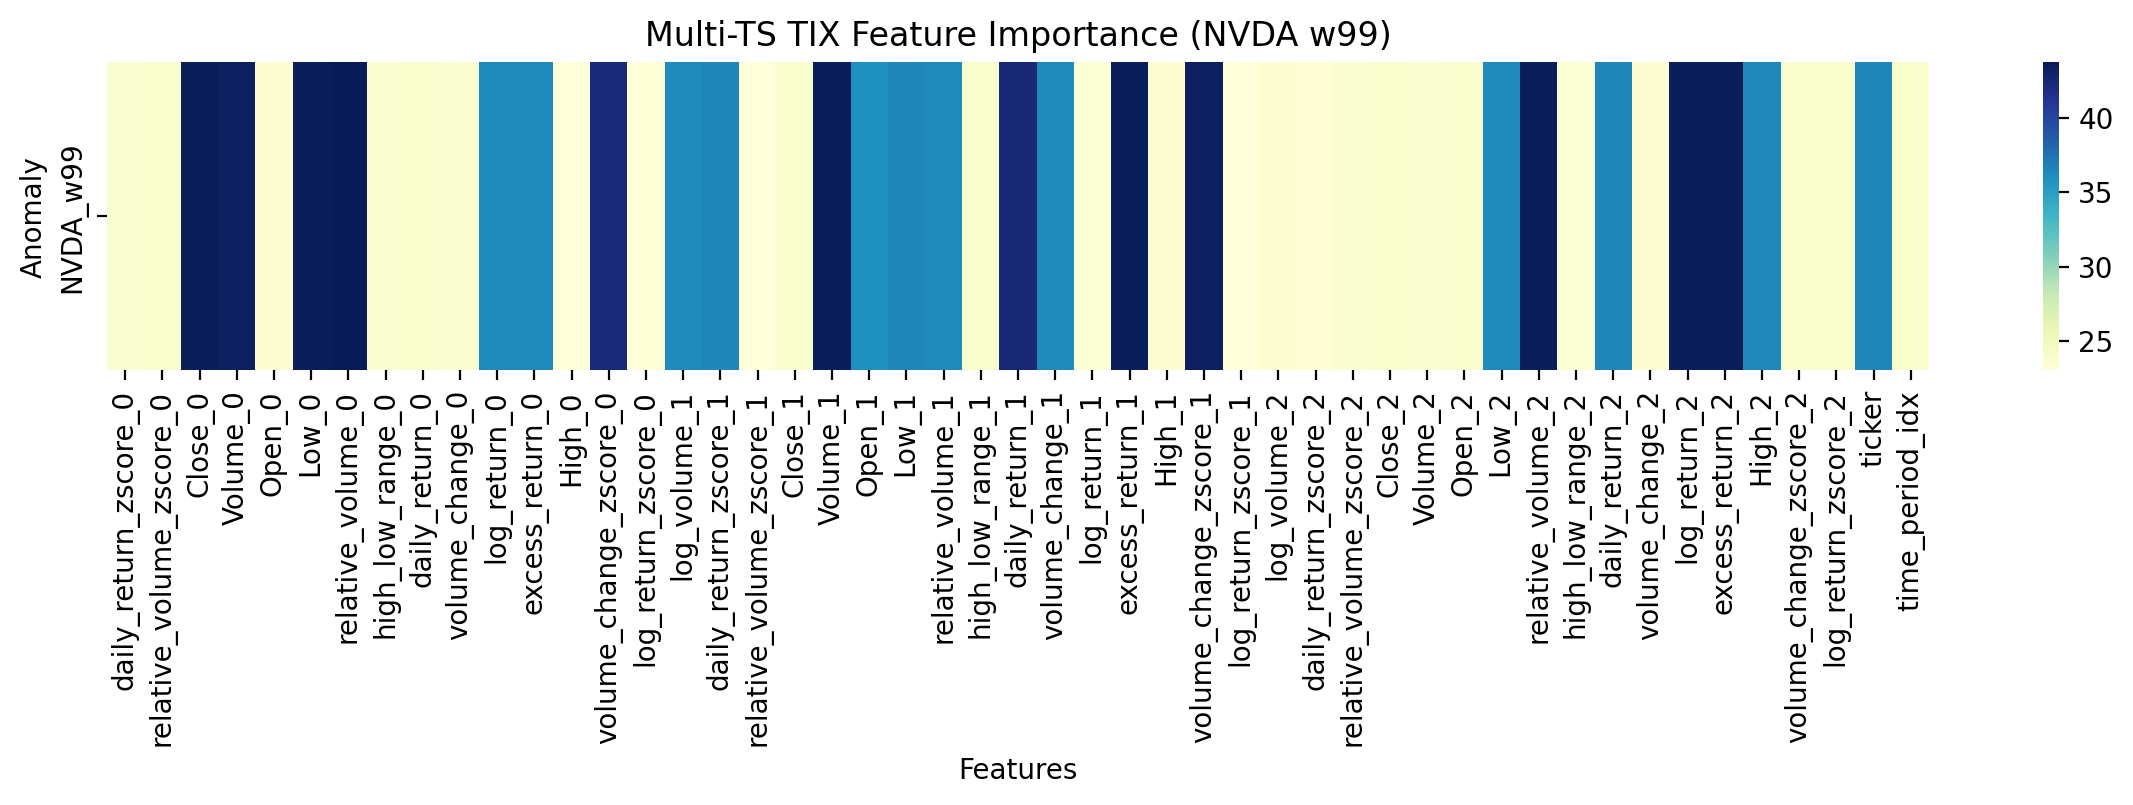 Multi-TS TIX Feature Importance (NVDA w99)
Anomaly
NVDA_w99
40
35
30
25
daily_return_zscore_0
relative_volume_zscore_0
Close_0
Volume_0
Open_0
Low_0
relative_volume_0
high_low_range_0
daily_return_0
volume_change_0
log_return_0
excess_return_0
High_0
volume_change_zscore_0
log_return_zscore_0
log_volume_1
daily_return_zscore_1
relative_volume_zscore_1
Close_1
Volume_1
Open_1
Low_1
relative_volume_1
high_low_range_1
daily_return_1
volume_change_1
log_return_1
excess_return_1
High_1
volume_change_zscore_1
log_return_zscore_1
log_volume_2
daily_return_zscore_2
relative_volume_zscore_2
Close_2
Volume_2
Open_2
Low_2
relative_volume_2
high_low_range_2
daily_return_2
volume_change_2
log_return_2
excess_return_2
High_2
volume_change_zscore_2
log_return_zscore_2
ticker
time_period_idx
Features